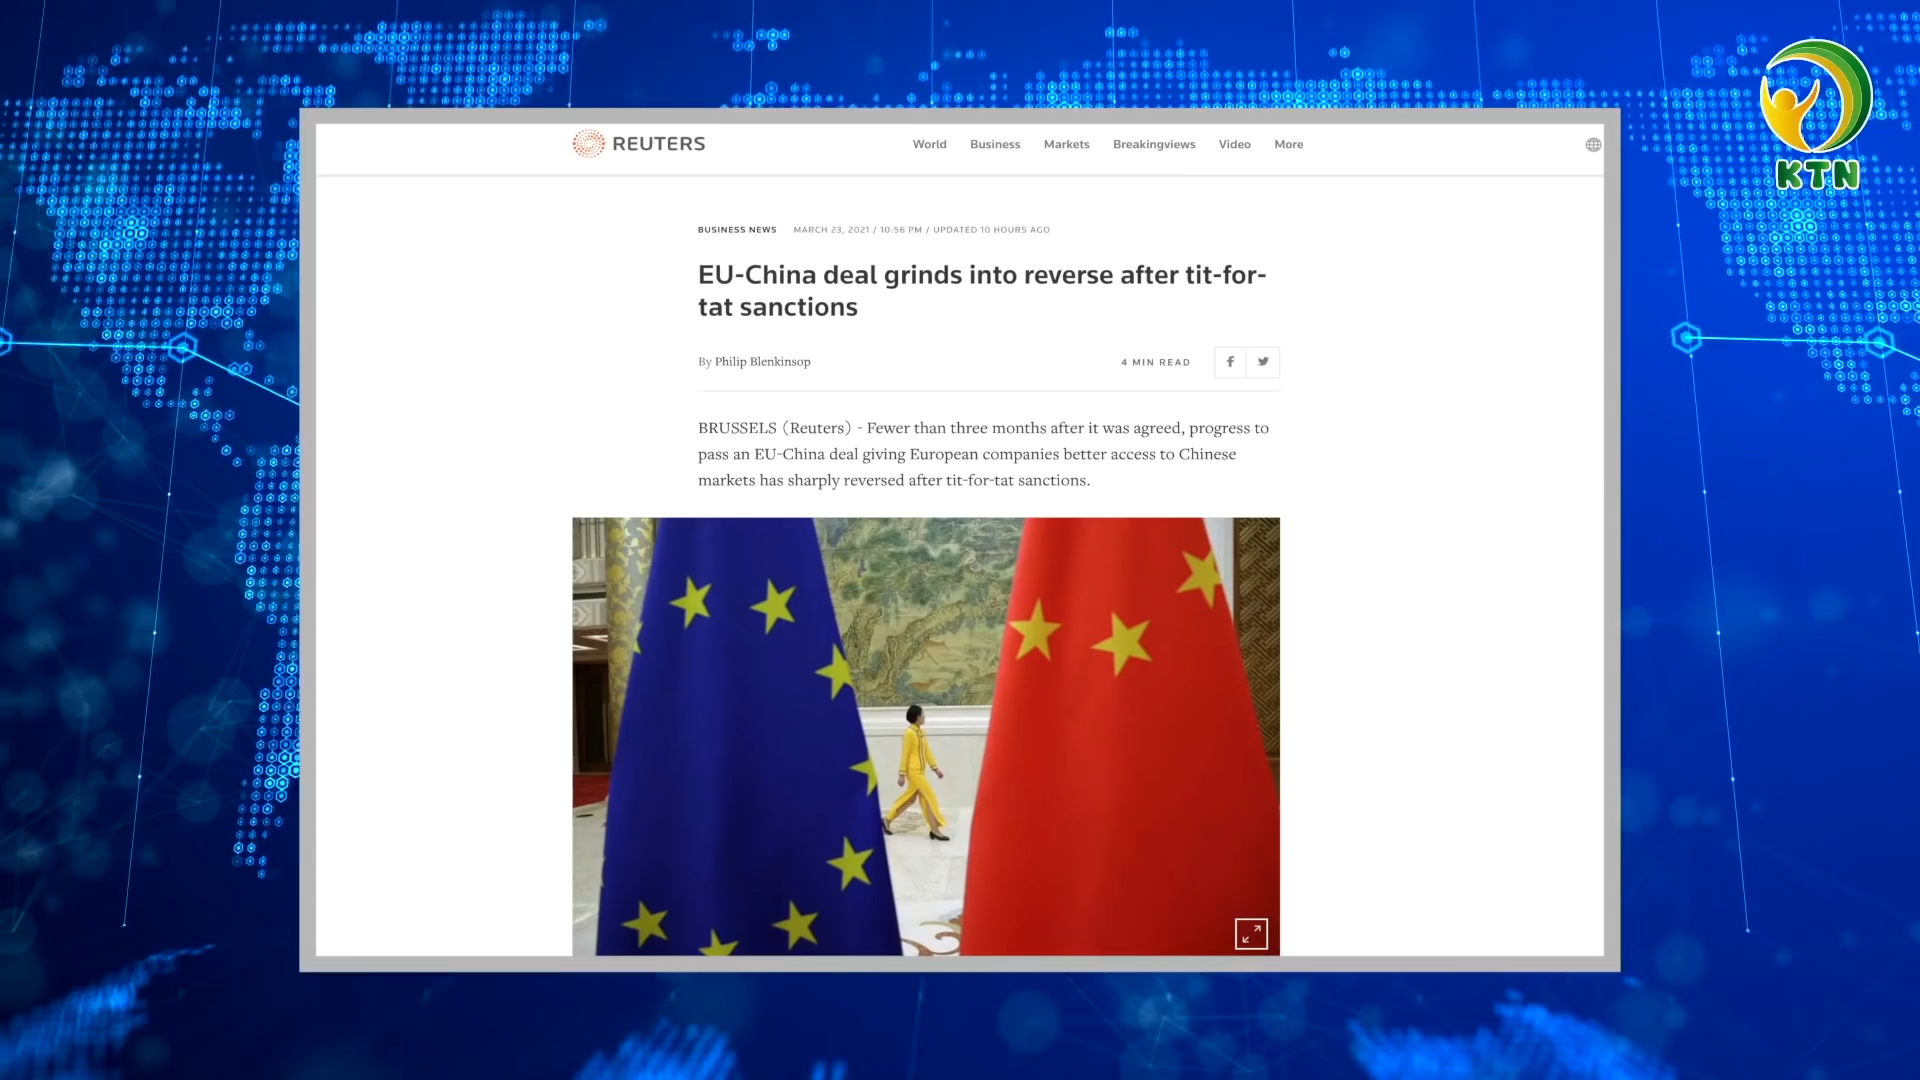 REUTERS
World Business Markets Breakingviews Video More
KTN
BUSINESS NEWS MARCH 23, 2021 / 10:56 PM / UPDATED 10 HOURS AGO
EU-China deal grinds into reverse after tit-for-
tat sanctions
By Philip Blenkinsop
4 MIN READ
BRUSSELS (Reuters) - Fewer than three months after it was agreed, progress to
pass an EU-China deal giving European companies better access to Chinese
markets has sharply reversed after tit-for-tat sanctions.